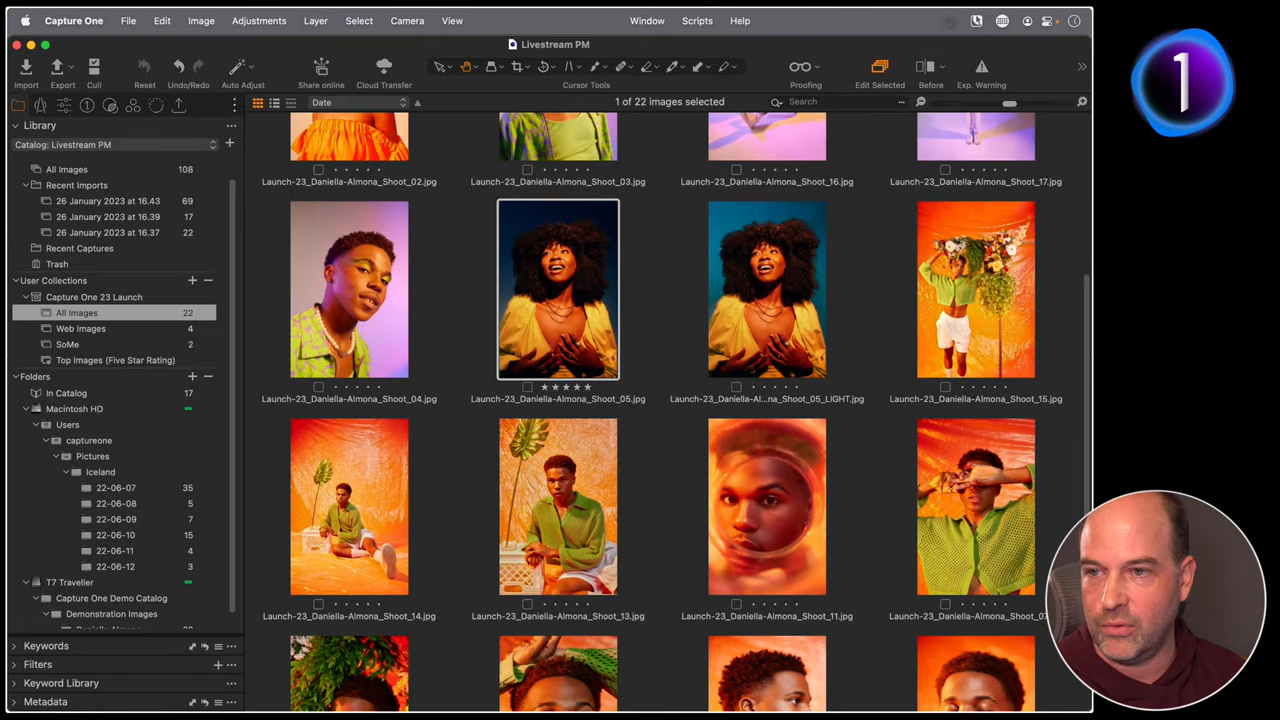 Capture One File Edit Image Adjustments Layer Select Camera View Window Scripts Help
Livestream PM
Import Export Cull Reset Undo/Redo Auto Adjust Share online Cloud Transfer Cursor Tools Proofing Edit Selected Before Exp. Warning
Date 1 of 22 images selected Search
Library
Catalog: Livestream PM
All Images 108
Recent Imports
26 January 2023 at 16.43 69
26 January 2023 at 16.39 17
26 January 2023 at 16.37 22
Recent Captures
Trash
User Collections
Capture One 23 Launch
All Images 22
Web Images 4
SoMe 2
Top Images (Five Star Rating)
Folders
In Catalog 17
Macintosh HD
Users
captureone
Pictures
Iceland
22-06-07 35
22-06-08 5
22-06-09 7
22-06-10 15
22-06-11 4
22-06-12 3
T7 Traveller
Capture One Demo Catalog
Demonstration Images
Keywords
Filters
Keyword Library
Metadata
Launch-23_Daniella-Almona_Shoot_02.jpg Launch-23_Daniella-Almona_Shoot_03.jpg Launch-23_Daniella-Almona_Shoot_16.jpg Launch-23_Daniella-Almona_Shoot_17.jpg
Launch-23_Daniella-Almona_Shoot_04.jpg Launch-23_Daniella-Almona_Shoot_05.jpg Launch-23_Daniella-Al...na_Shoot_05_LIGHT.jpg Launch-23_Daniella-Almona_Shoot_15.jpg
Launch-23_Daniella-Almona_Shoot_14.jpg Launch-23_Daniella-Almona_Shoot_13.jpg Launch-23_Daniella-Almona_Shoot_11.jpg
1